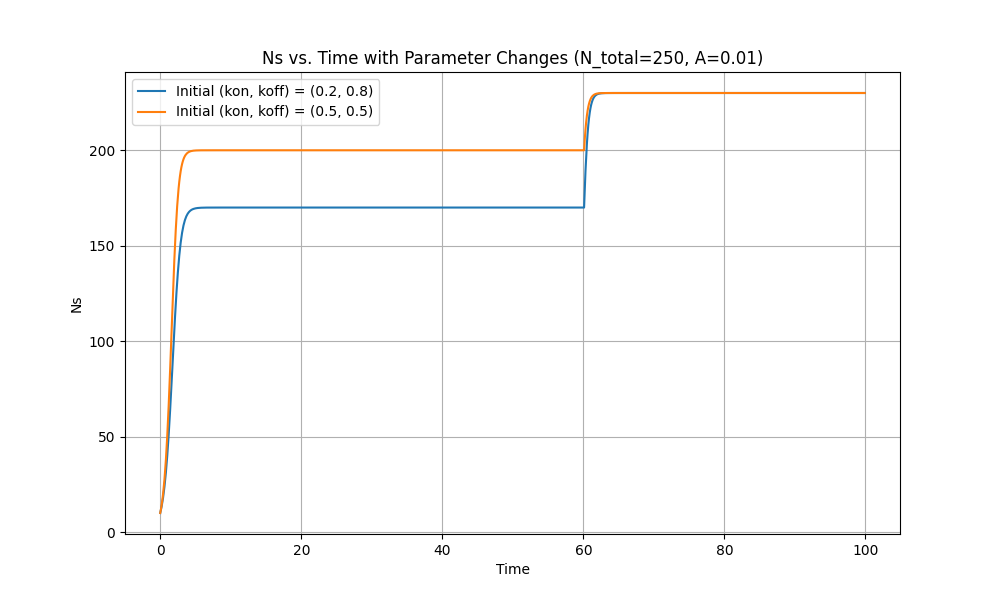 Ns vs. Time with Parameter Changes (N_total=250, A=0.01)
Initial (kon, koff) = (0.2, 0.8)
Initial (kon, koff) = (0.5, 0.5)
200
150
100
50
0
Ns
0 20 40 60 80 100
Time